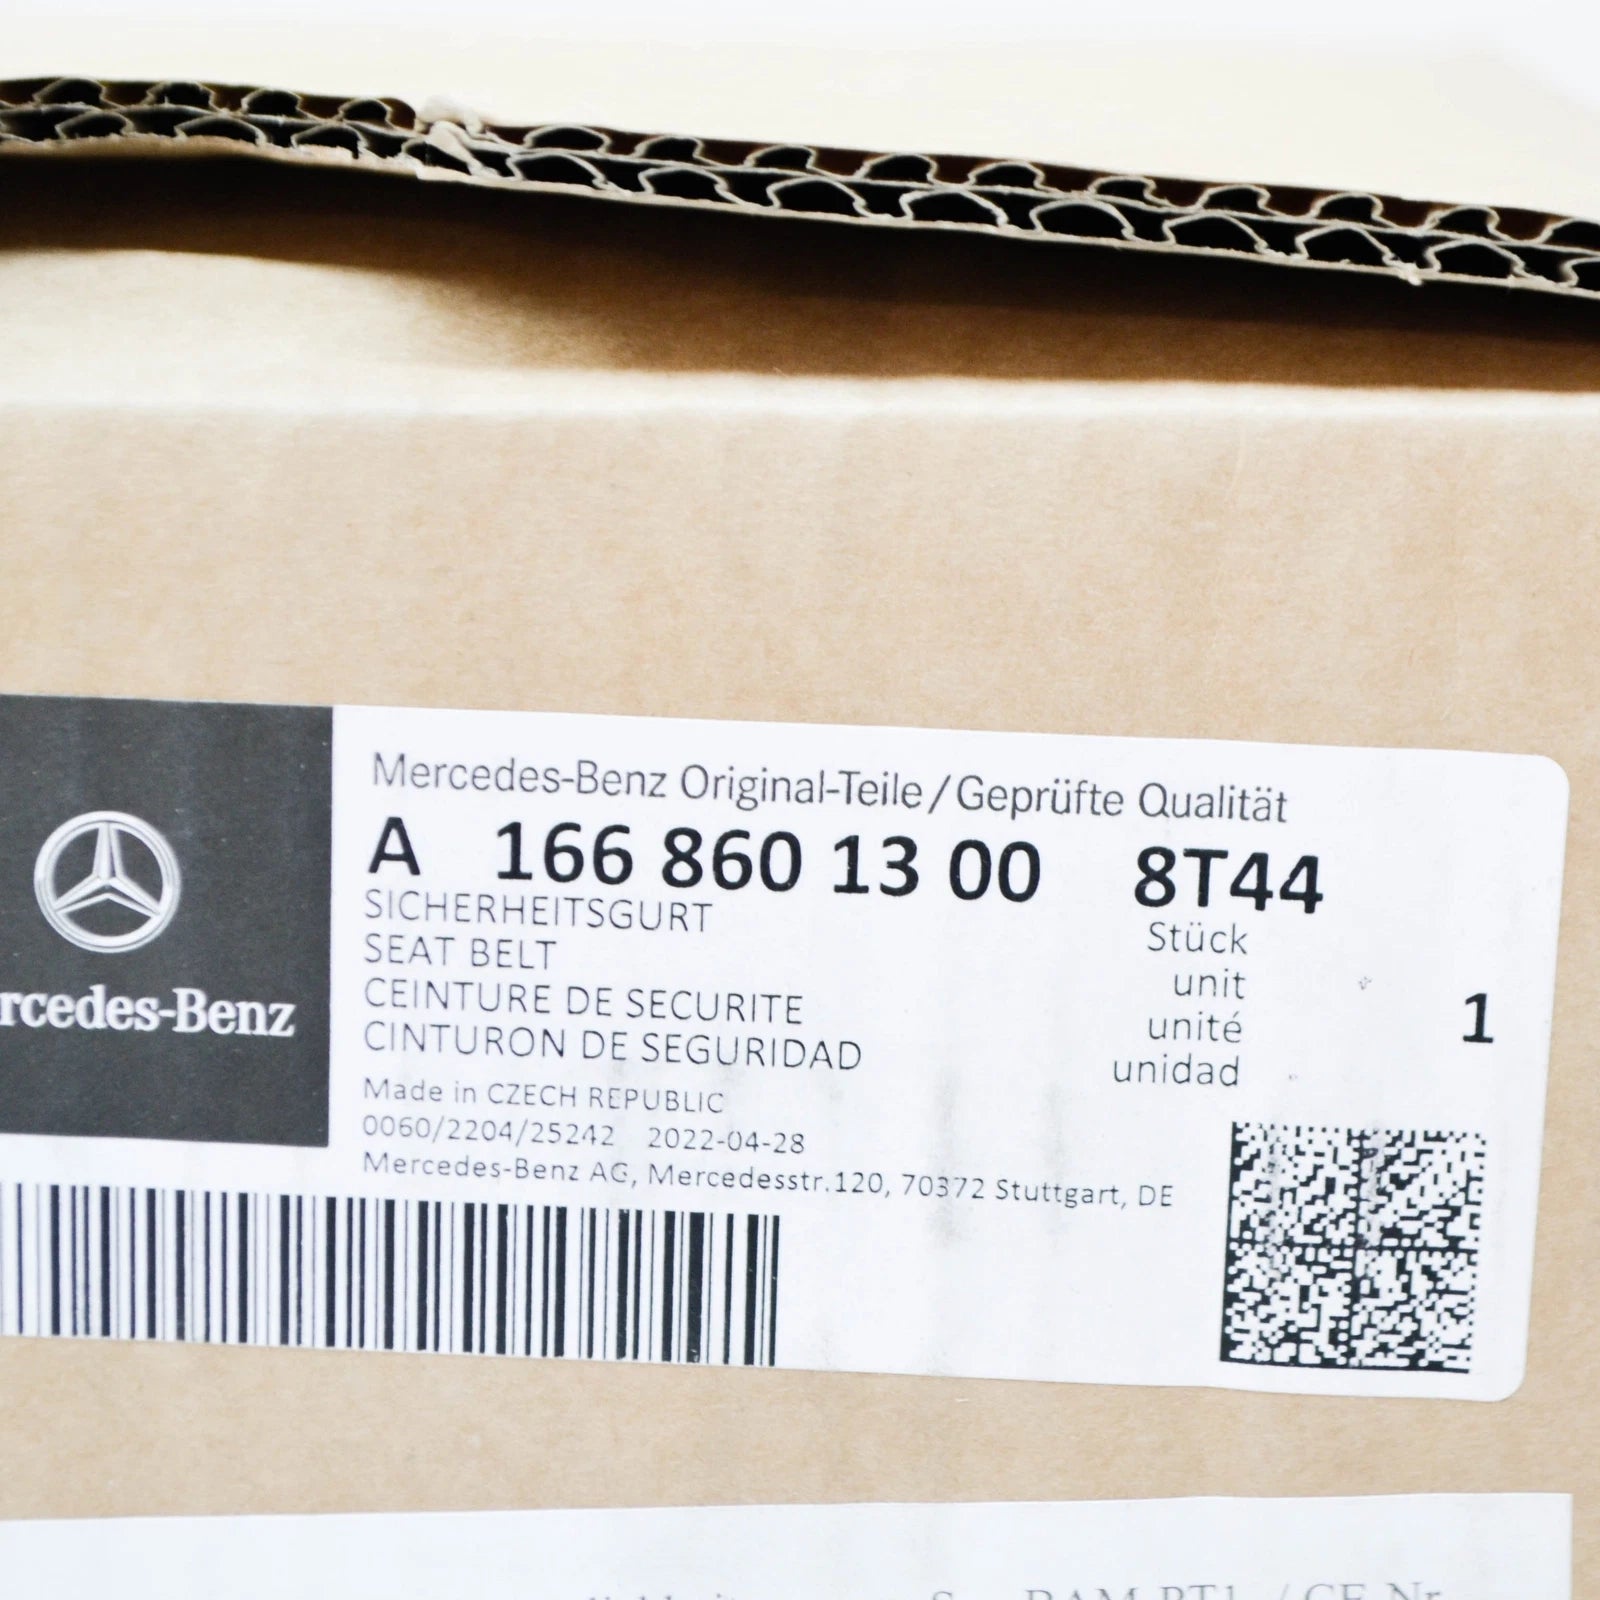 Mercedes-Benz Original-Teile / Geprüfte Qualität
A 166 860 13 00 8T44
SICHERHEITSGURT
SEAT BELT
CEINTURE DE SECURITE
CINTURON DE SEGURIDAD
Stück
unit
unité
unidad
1
Made in CZECH REPUBLIC
0060/2204/25242 2022-04-28
Mercedes-Benz AG, Mercedesstr.120, 70372 Stuttgart, DE
rcedes-Benz